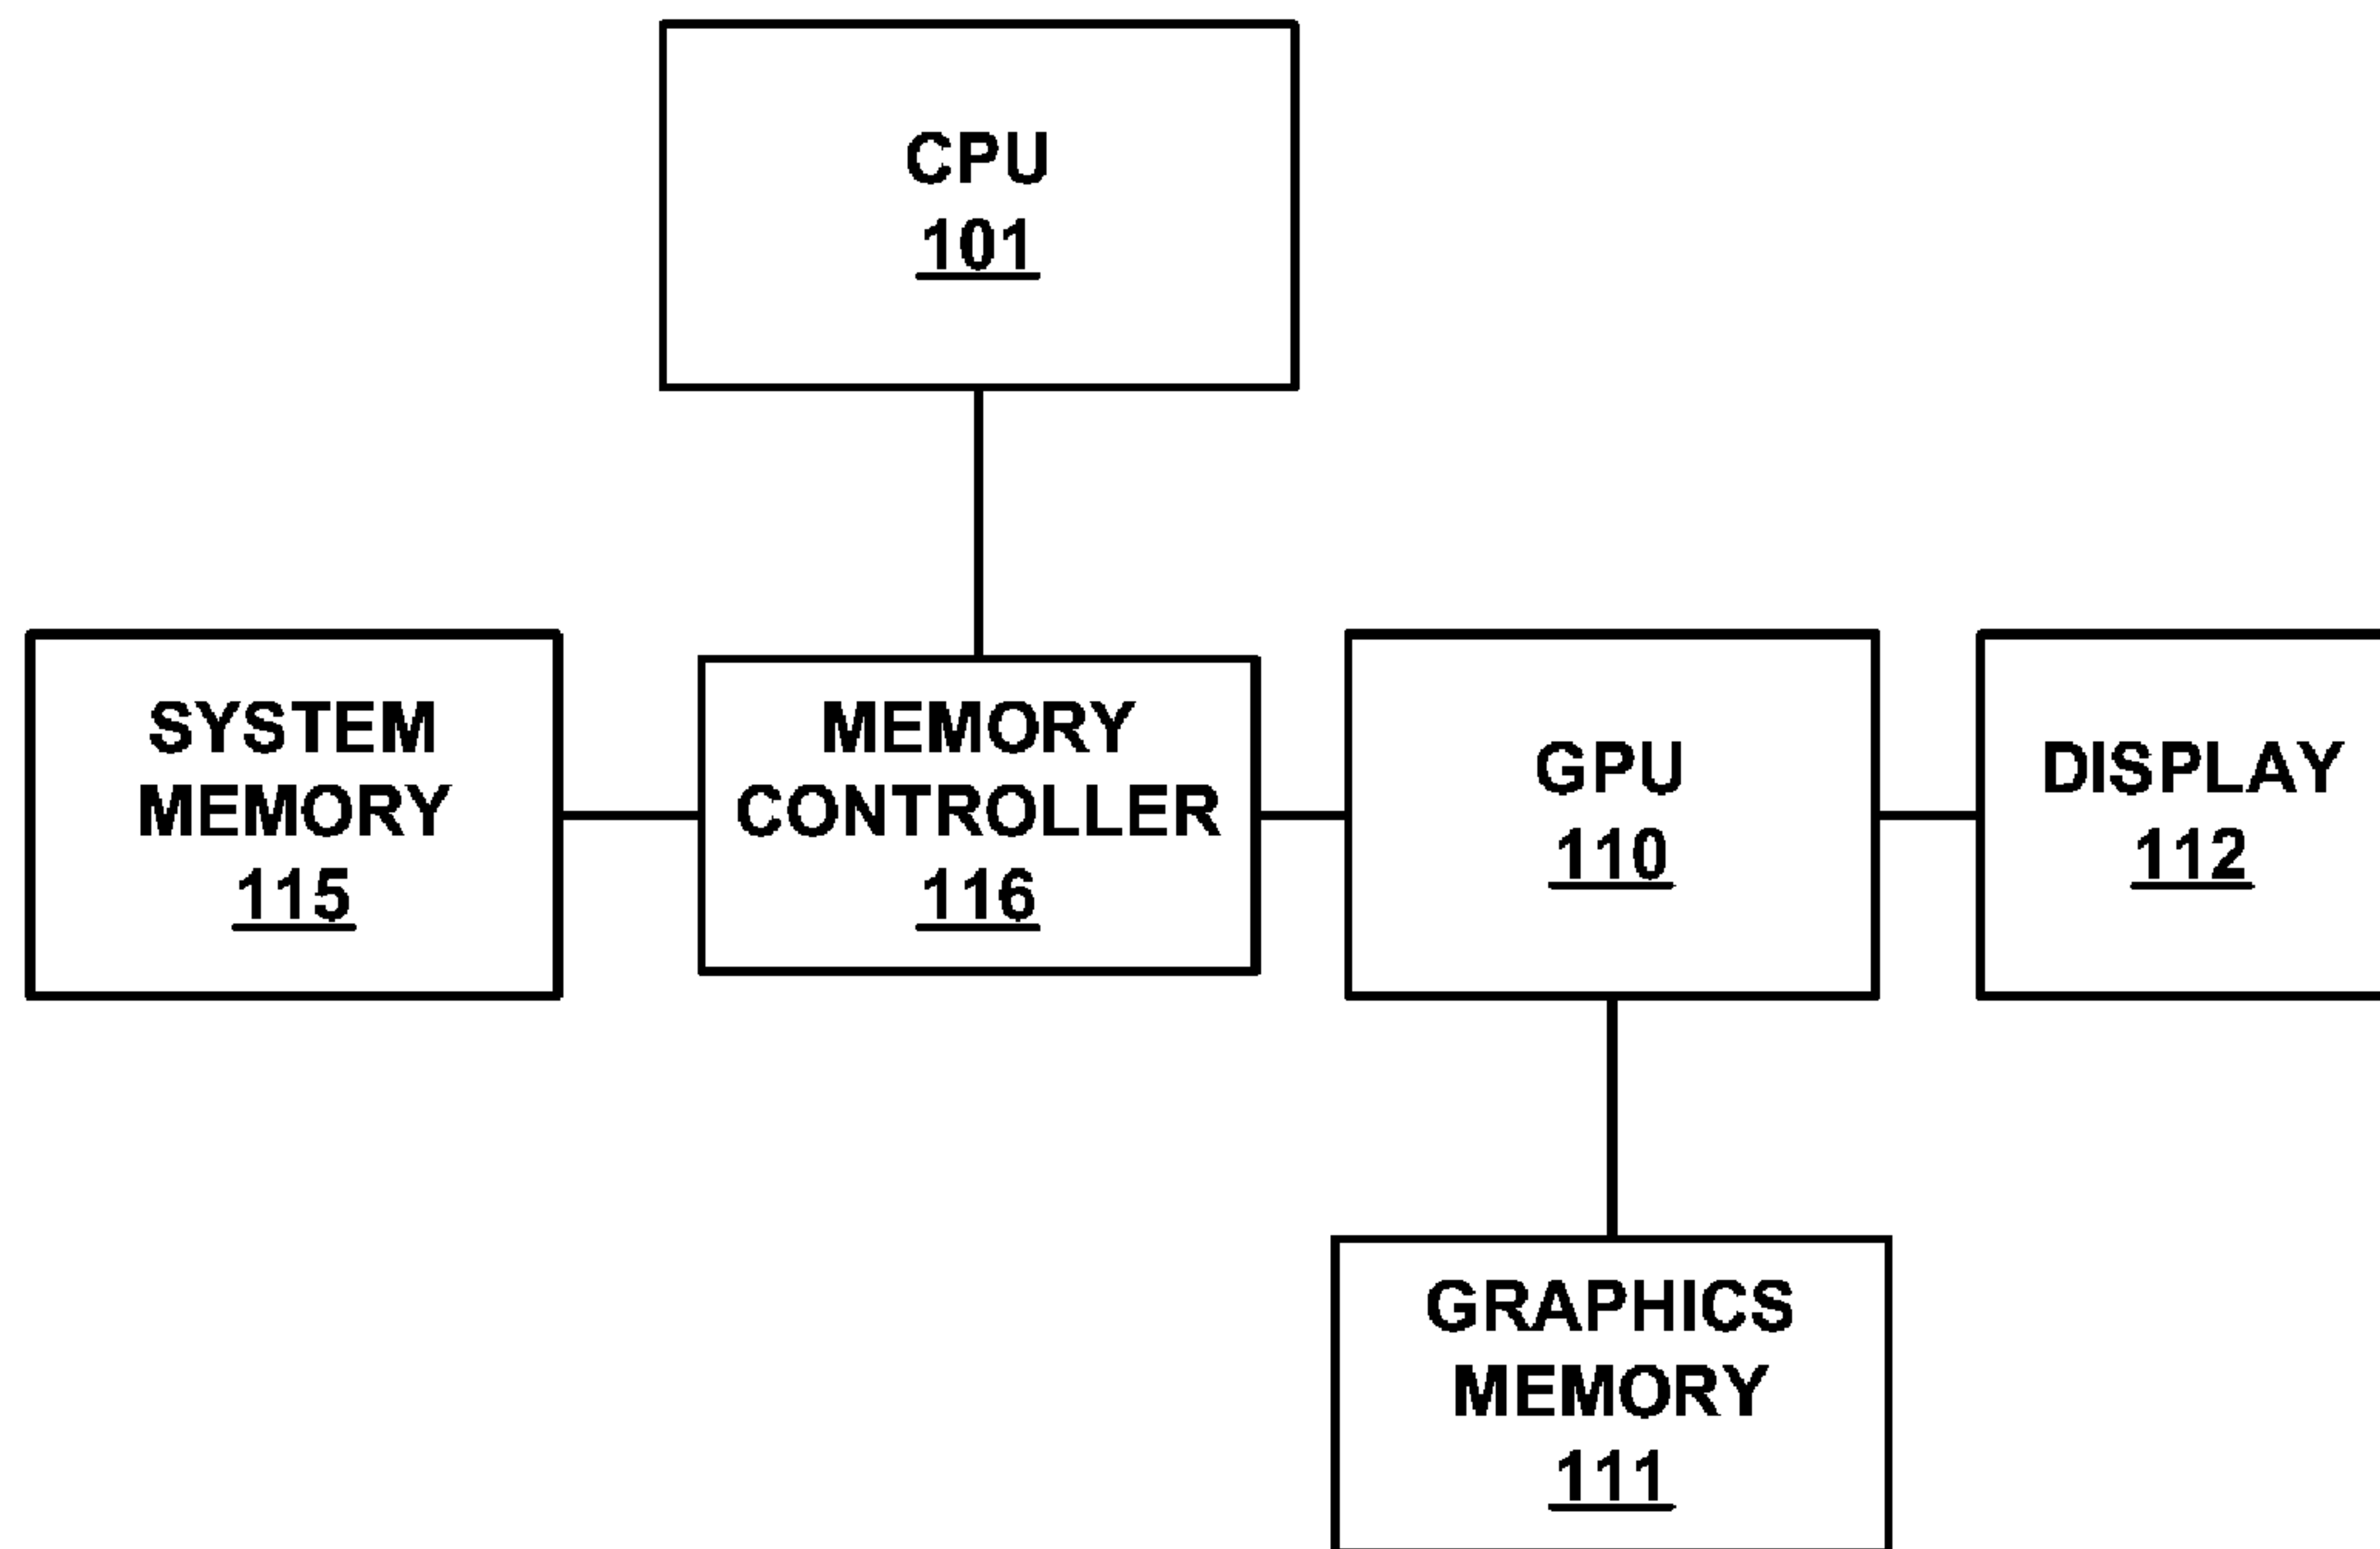 CPU
101
SYSTEM
MEMORY
115
MEMORY
CONTROLLER
116
GPU
110
DISPLAY
112
GRAPHICS
MEMORY
111